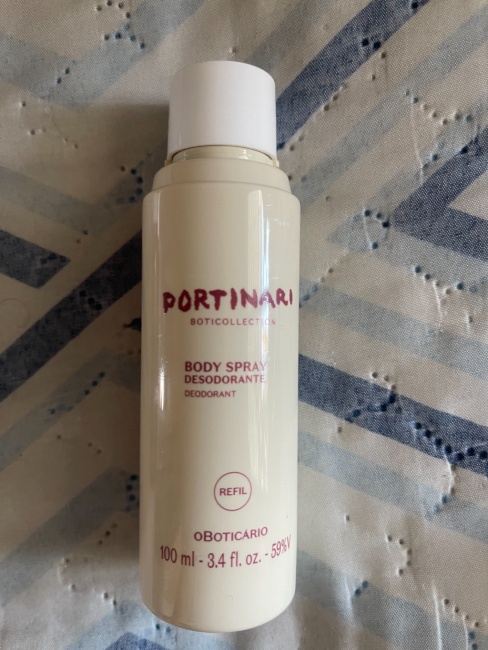 PORTINARI
BOTICOLLECTION
BODY SPRAY
DESODORANTE
DEODORANT
REFIL
oBOTICÁRIO
100 ml - 3.4 fl. oz. - 59%V